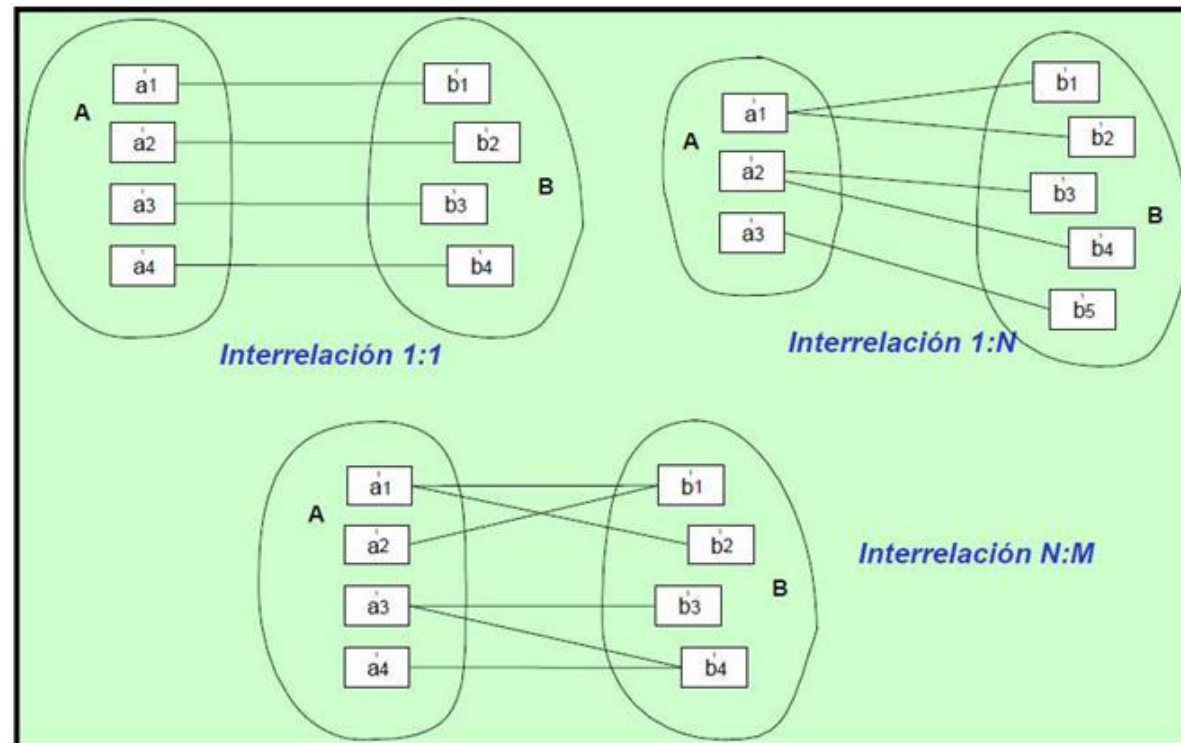 A
a1
a2
a3
a4
b1
b2
b3
b4
B
Interrelación 1:1
A
a1
a2
a3
b1
b2
b3
b4
b5
B
Interrelación 1:N
A
a1
a2
a3
a4
b1
b2
b3
b4
B
Interrelación N:M